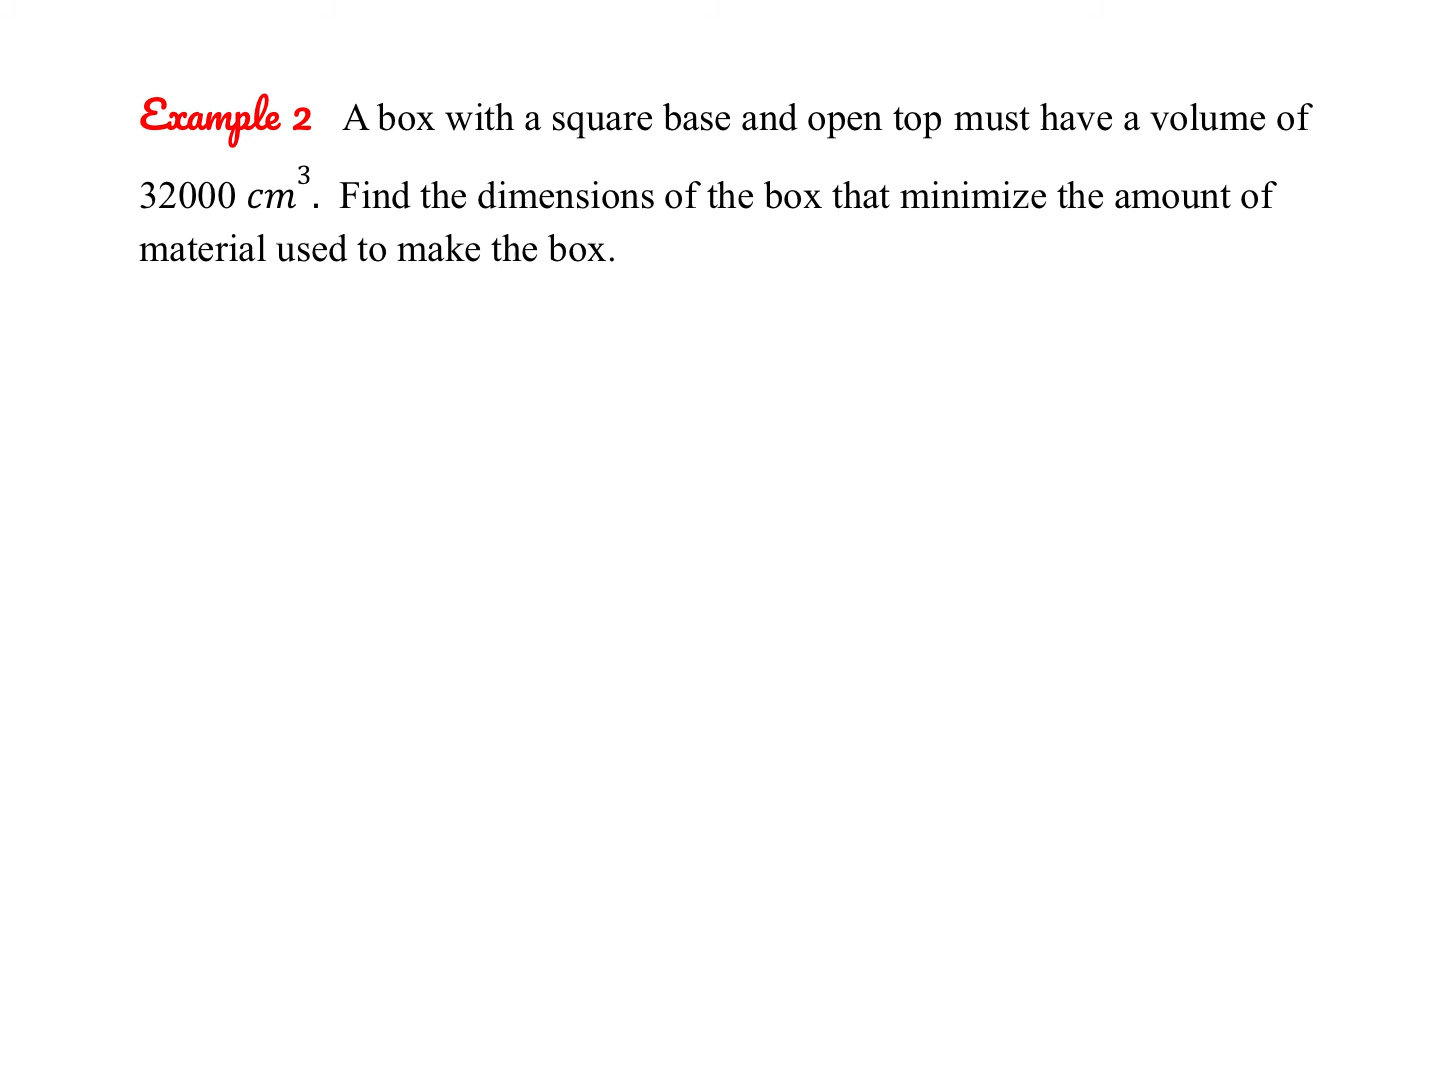 Example 2 A box with a square base and open top must have a volume of
32000 cm³. Find the dimensions of the box that minimize the amount of
material used to make the box.